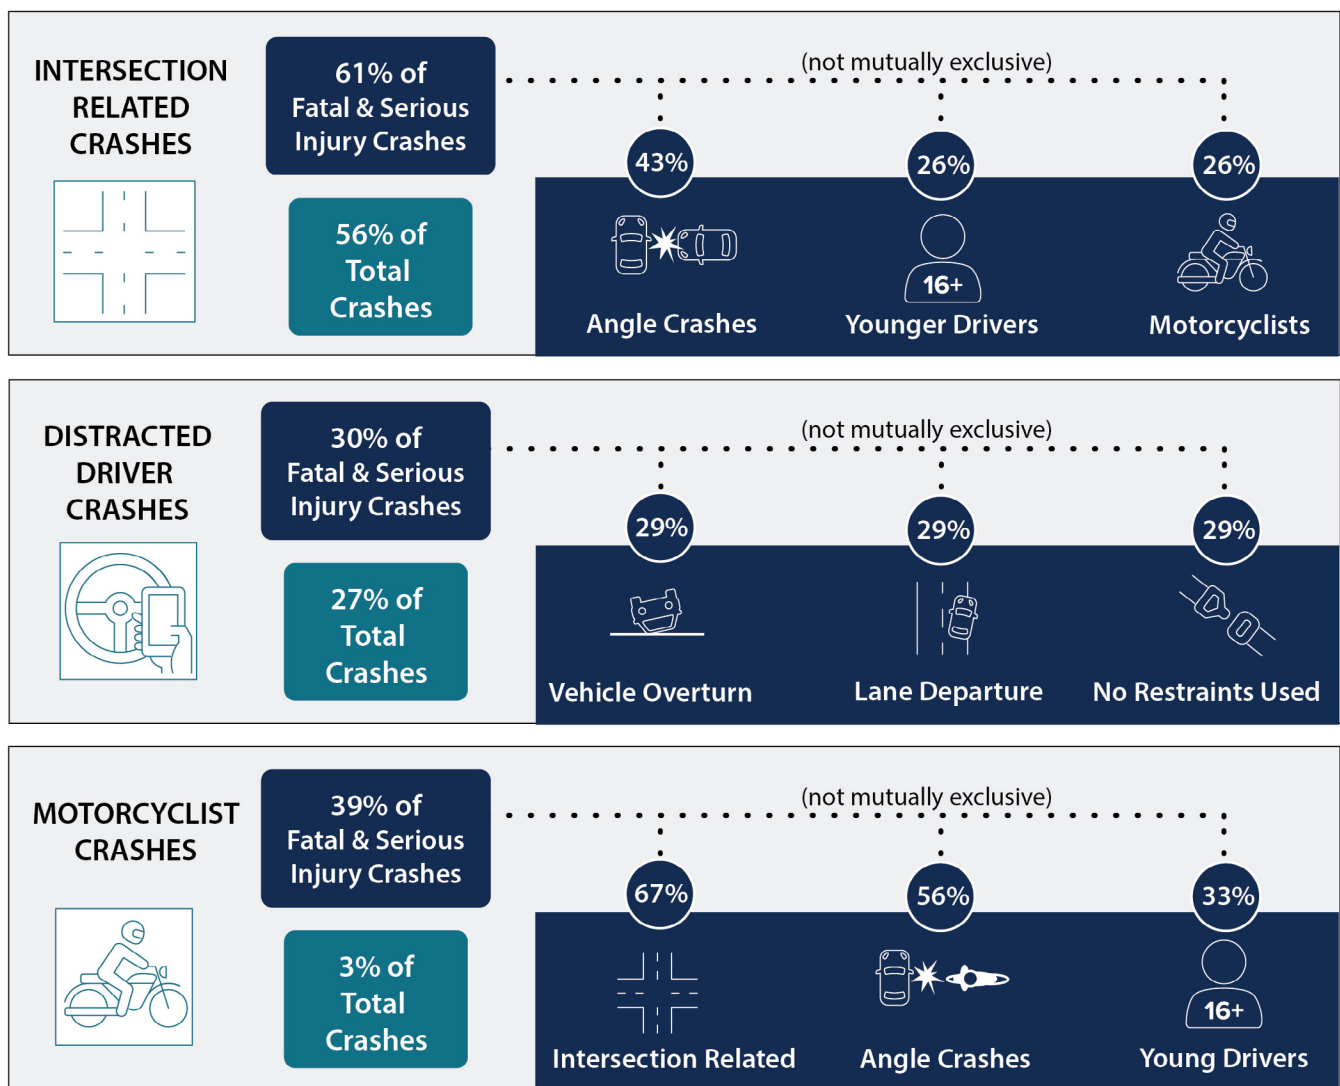 INTERSECTION
RELATED
CRASHES
61% of
Fatal & Serious
Injury Crashes
56% of
Total
Crashes
(not mutually exclusive)
43%
26%
26%
16+
Angle Crashes
Younger Drivers
Motorcyclists
DISTRACTED
DRIVER
CRASHES
30% of
Fatal & Serious
Injury Crashes
27% of
Total
Crashes
(not mutually exclusive)
29%
29%
29%
Vehicle Overturn
Lane Departure
No Restraints Used
MOTORCYCLIST
CRASHES
39% of
Fatal & Serious
Injury Crashes
3% of
Total
Crashes
(not mutually exclusive)
67%
56%
33%
16+
Intersection Related
Angle Crashes
Young Drivers